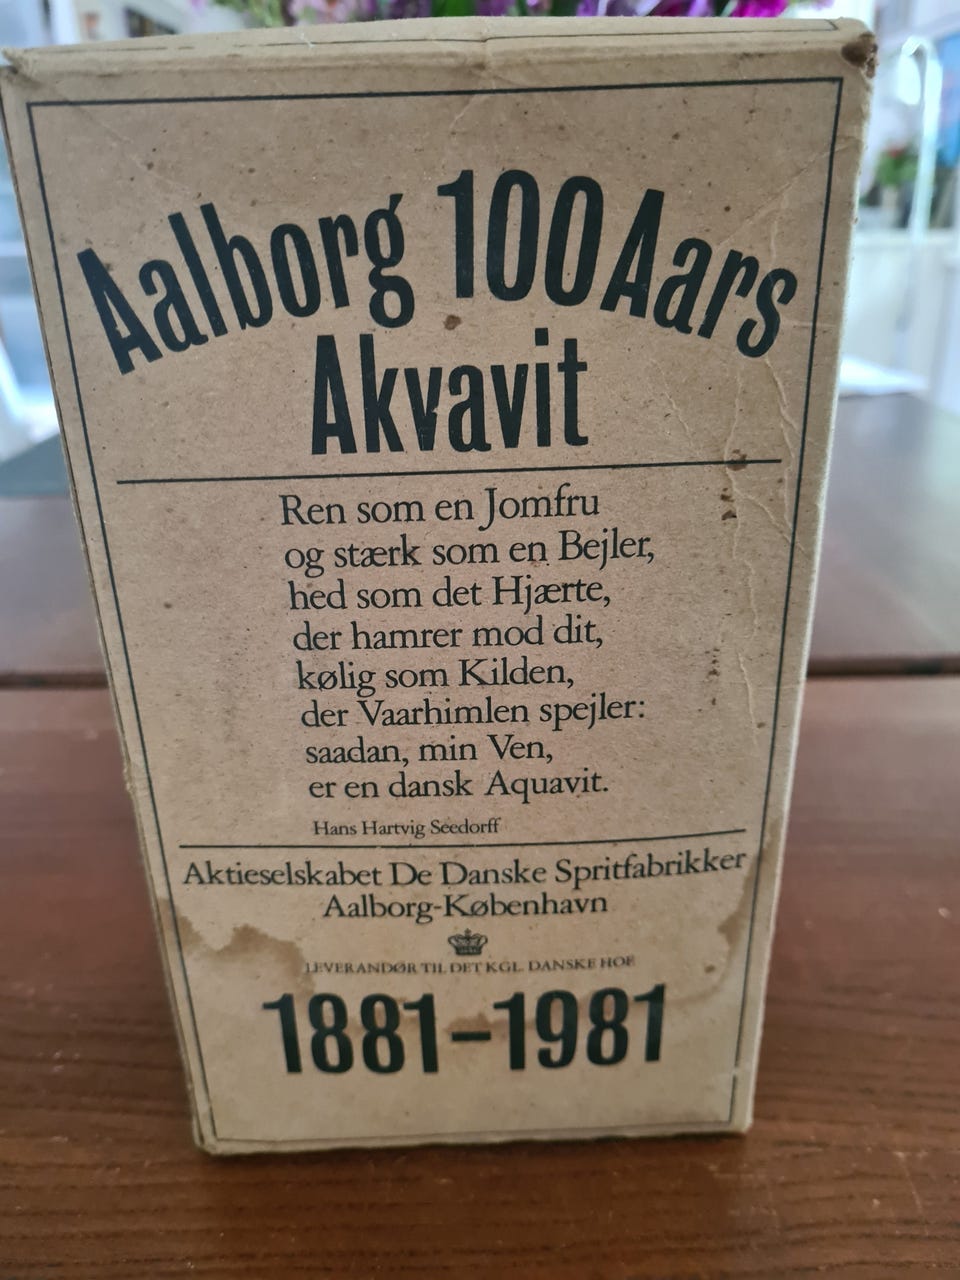 Aalborg 100 Aars
Akvavit
Ren som en Jomfru
og stærk som en Bejler,
hed som det Hjærte,
der hamrer mod dit,
kølig som Kilden,
der Vaarhimlen spejler:
saadan, min Ven,
er en dansk Aquavit.
Hans Hartvig Seedorff
Aktieselskabet De Danske Spritfabrikker
Aalborg-København
LEVERANDØR TIL DET KGL. DANSKE HOF
1881-1981